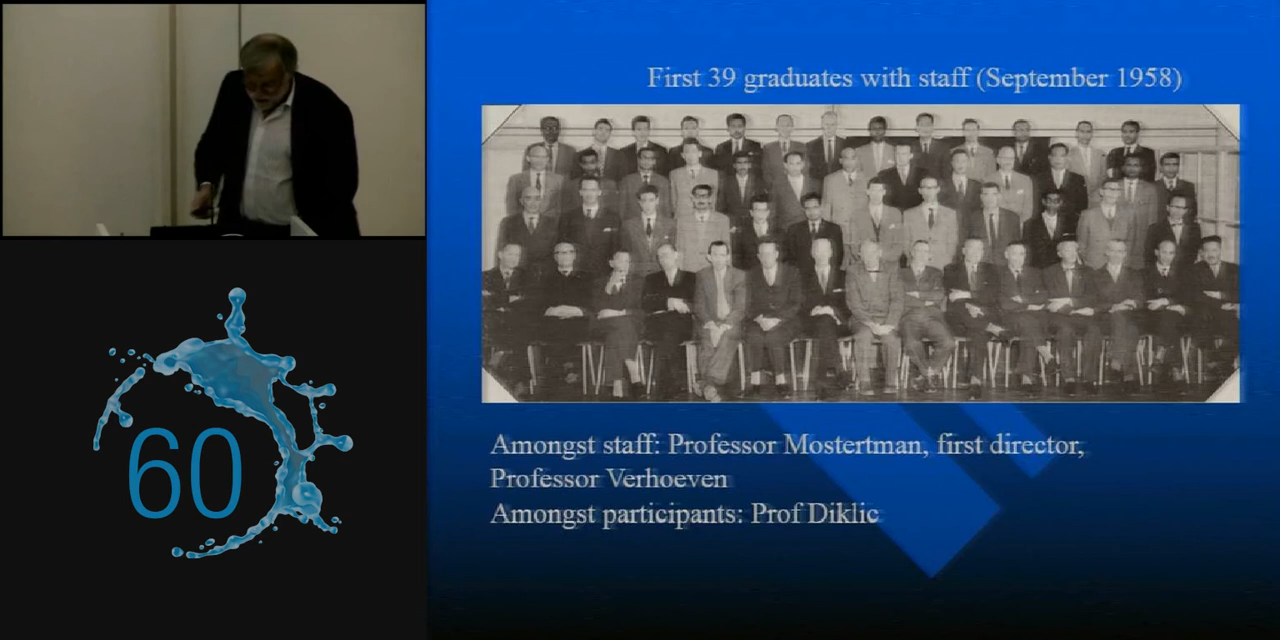 First 39 graduates with staff (September 1958)
60
Amongst staff: Professor Mostertman, first director,
Professor Verhoeven
Amongst participants: Prof Diklic